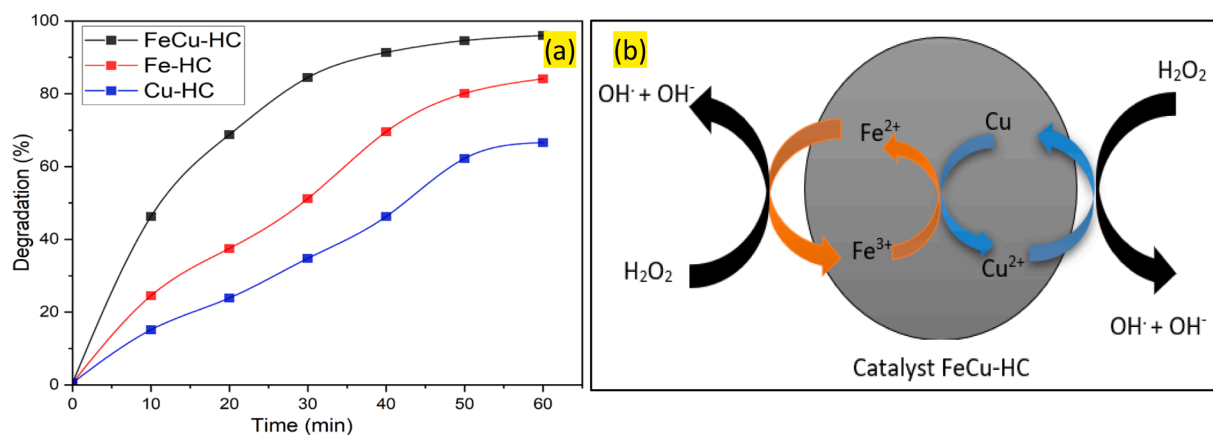 (a)
FeCu-HC
Fe-HC
Cu-HC
Degradation (%)
100
80
60
40
20
0
0 10 20 30 40 50 60
Time (min)
(b)
OH· + OH⁻
H₂O₂
Fe²⁺
Cu
Fe³⁺
Cu²⁺
H₂O₂
OH· + OH⁻
Catalyst FeCu-HC